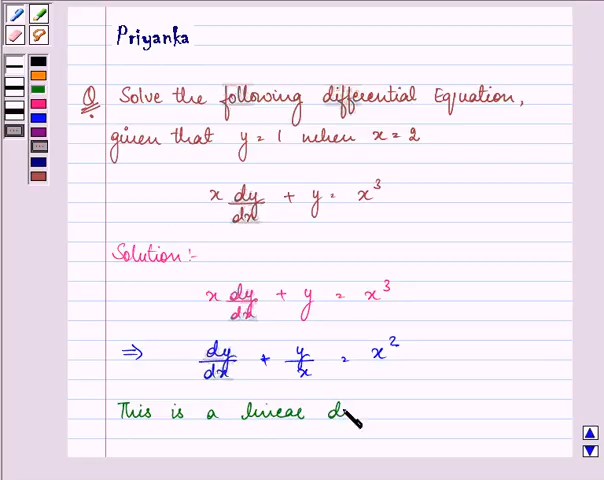 Priyanka
Q Solve the following differential Equation,
given that y = 1 when x = 2
x dy/dx + y = x³
Solution:-
x dy/dx + y = x³
⇒ dy/dx + y/x = x²
This is a linear d